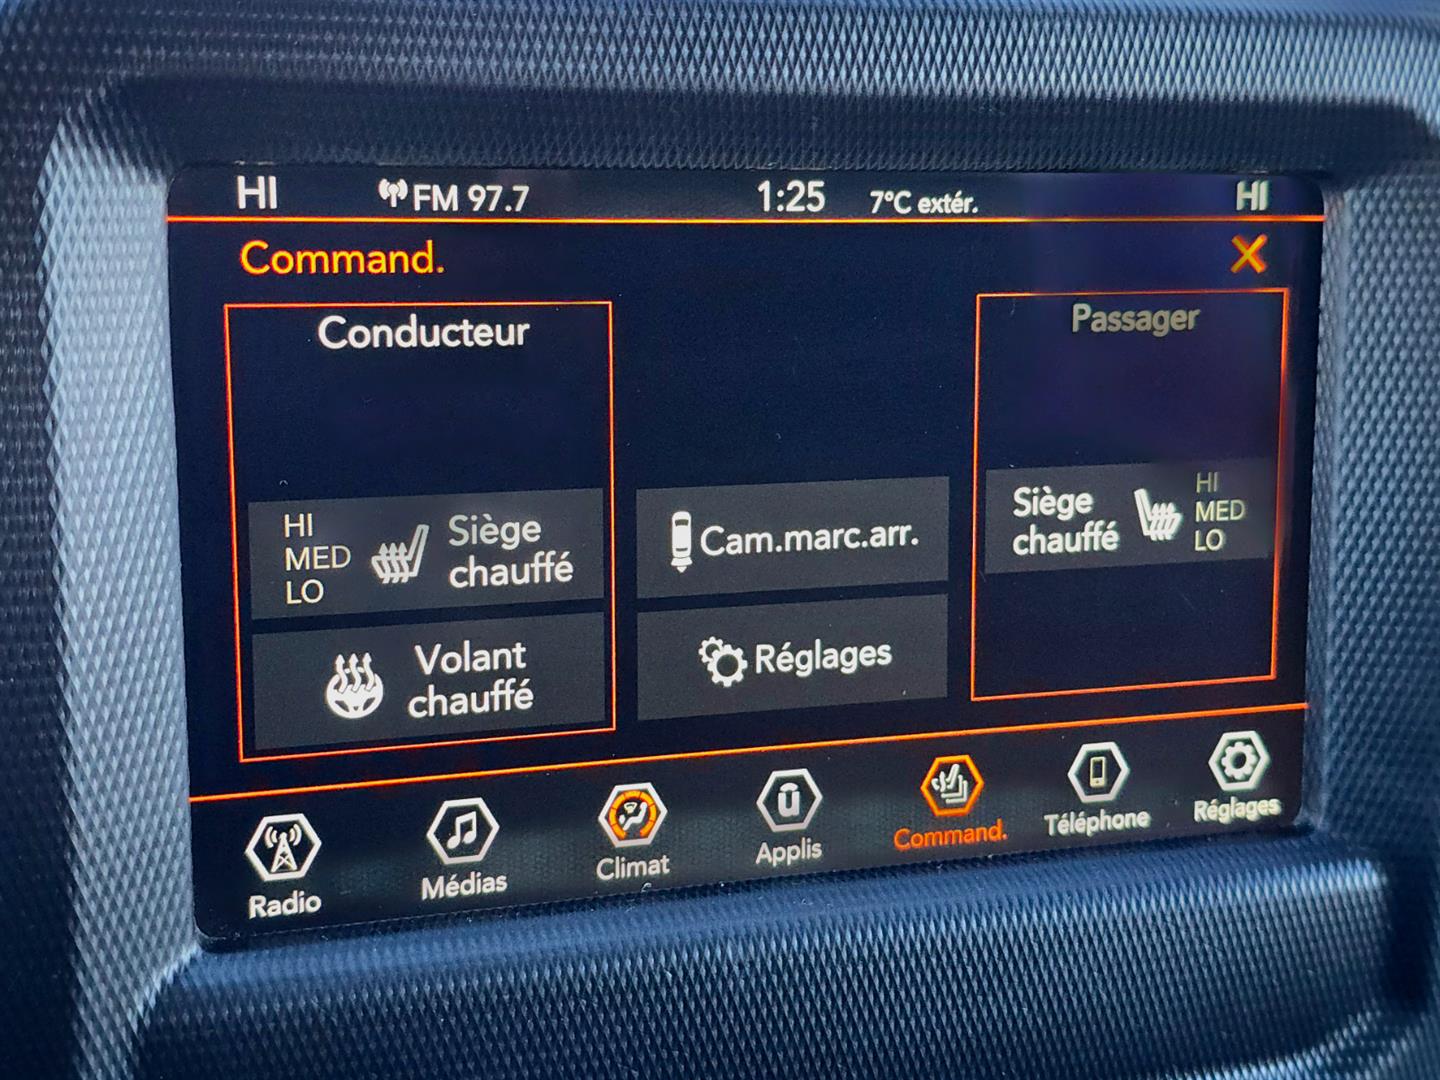 HI FM 97.7 1:25 7°C extér. HI
Command. X
Conducteur
HI
MED
LO
Siège
chauffé
Volant
chauffé
Cam.marc.arr.
Réglages
Passager
Siège
chauffé
HI
MED
LO
Radio Médias Climat Applis Command. Téléphone Réglages